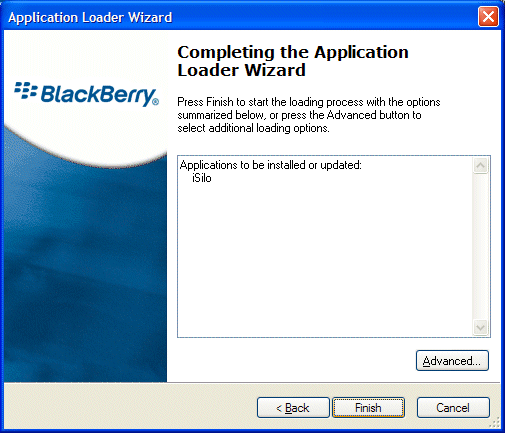 Application Loader Wizard
BlackBerry®
Completing the Application
Loader Wizard
Press Finish to start the loading process with the options
summarized below, or press the Advanced button to
select additional loading options.
Applications to be installed or updated:
iSilo
Advanced...
< Back
Finish
Cancel